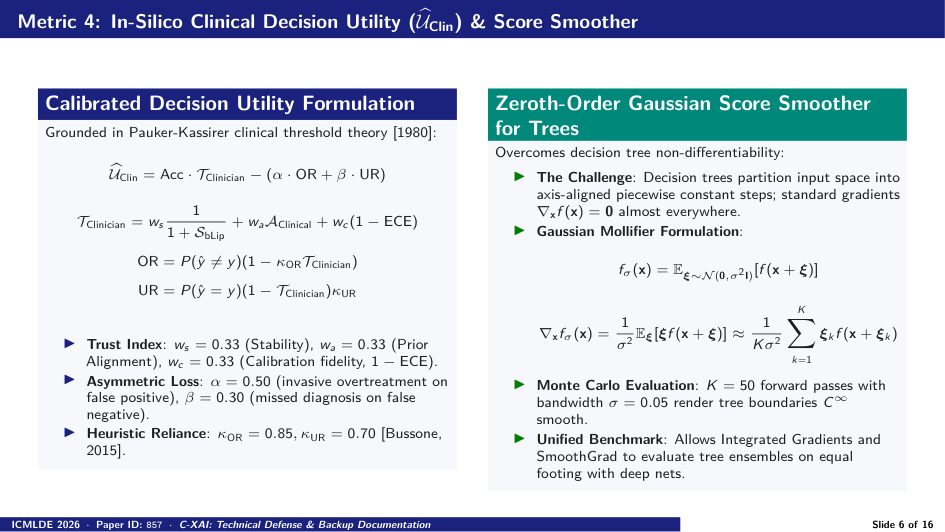 Metric 4: In-Silico Clinical Decision Utility (𝒰̂_Clin) & Score Smoother
Calibrated Decision Utility Formulation
Grounded in Pauker-Kassirer clinical threshold theory [1980]:
𝒰̂_Clin = Acc · 𝒯_Clinician − (α · OR + β · UR)
𝒯_Clinician = w_s 1/(1 + 𝒮_bLip) + w_a 𝒜_Clinical + w_c(1 − ECE)
OR = P(ŷ ≠ y)(1 − κ_OR 𝒯_Clinician)
UR = P(ŷ = y)(1 − 𝒯_Clinician)κ_UR
▶ Trust Index: w_s = 0.33 (Stability), w_a = 0.33 (Prior
Alignment), w_c = 0.33 (Calibration fidelity, 1 − ECE).
▶ Asymmetric Loss: α = 0.50 (invasive overtreatment on
false positive), β = 0.30 (missed diagnosis on false
negative).
▶ Heuristic Reliance: κ_OR = 0.85, κ_UR = 0.70 [Bussone,
2015].
Zeroth-Order Gaussian Score Smoother
for Trees
Overcomes decision tree non-differentiability:
▶ The Challenge: Decision trees partition input space into
axis-aligned piecewise constant steps; standard gradients
∇_x f(x) = 0 almost everywhere.
▶ Gaussian Mollifier Formulation:
f_σ(x) = 𝔼_{ξ∼𝒩(0,σ²I)}[f(x + ξ)]
∇_x f_σ(x) = 1/σ² 𝔼_ξ[ξf(x + ξ)] ≈ 1/(Kσ²) ∑_{k=1}^{K} ξ_k f(x + ξ_k)
▶ Monte Carlo Evaluation: K = 50 forward passes with
bandwidth σ = 0.05 render tree boundaries C^∞
smooth.
▶ Unified Benchmark: Allows Integrated Gradients and
SmoothGrad to evaluate tree ensembles on equal
footing with deep nets.
ICMLDE 2026 · Paper ID: 857 · C-XAI: Technical Defense & Backup Documentation
Slide 6 of 16